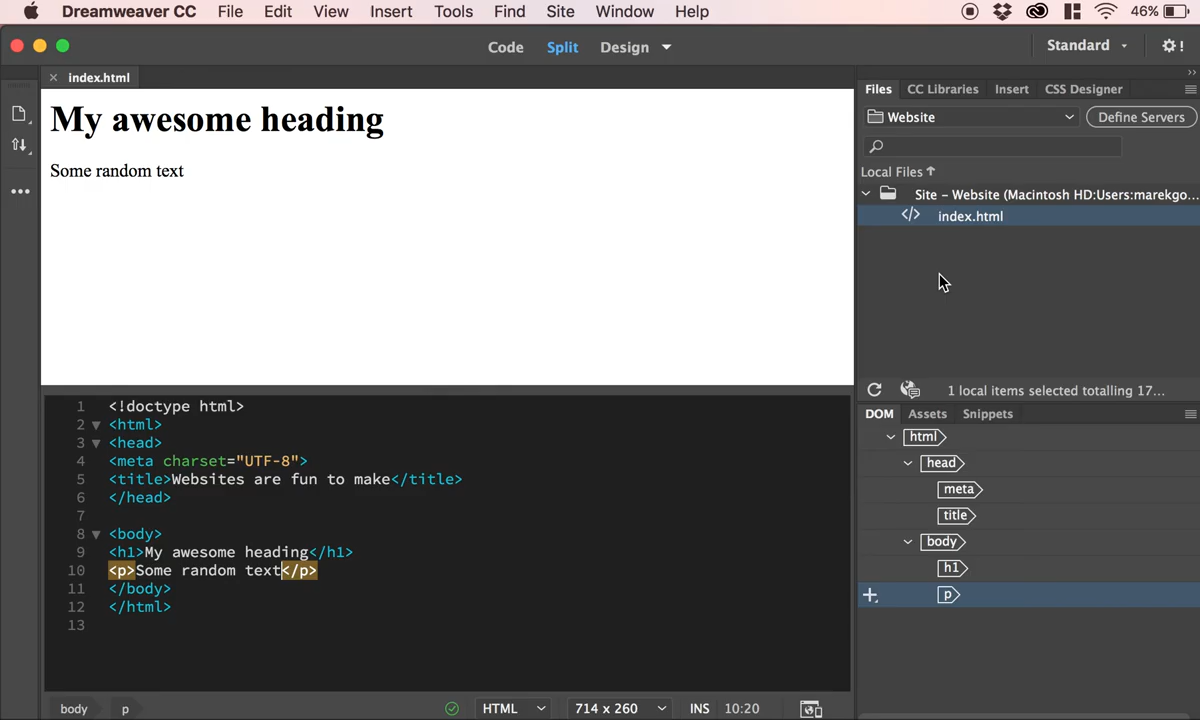 Dreamweaver CC File Edit View Insert Tools Find Site Window Help 46%
Code Split Design Standard !
index.html
My awesome heading
Some random text
Files CC Libraries Insert CSS Designer
Website Define Servers
Local Files
Site – Website (Macintosh HD:Users:marekgo...
index.html
1 local items selected totalling 17...
1 <!doctype html>
2 <html>
3 <head>
4 <meta charset="UTF-8">
5 <title>Websites are fun to make</title>
6 </head>
7
8 <body>
9 <h1>My awesome heading</h1>
10 <p>Some random text</p>
11 </body>
12 </html>
13
DOM Assets Snippets
html
head
meta
title
body
h1
p
body p HTML 714 x 260 INS 10:20